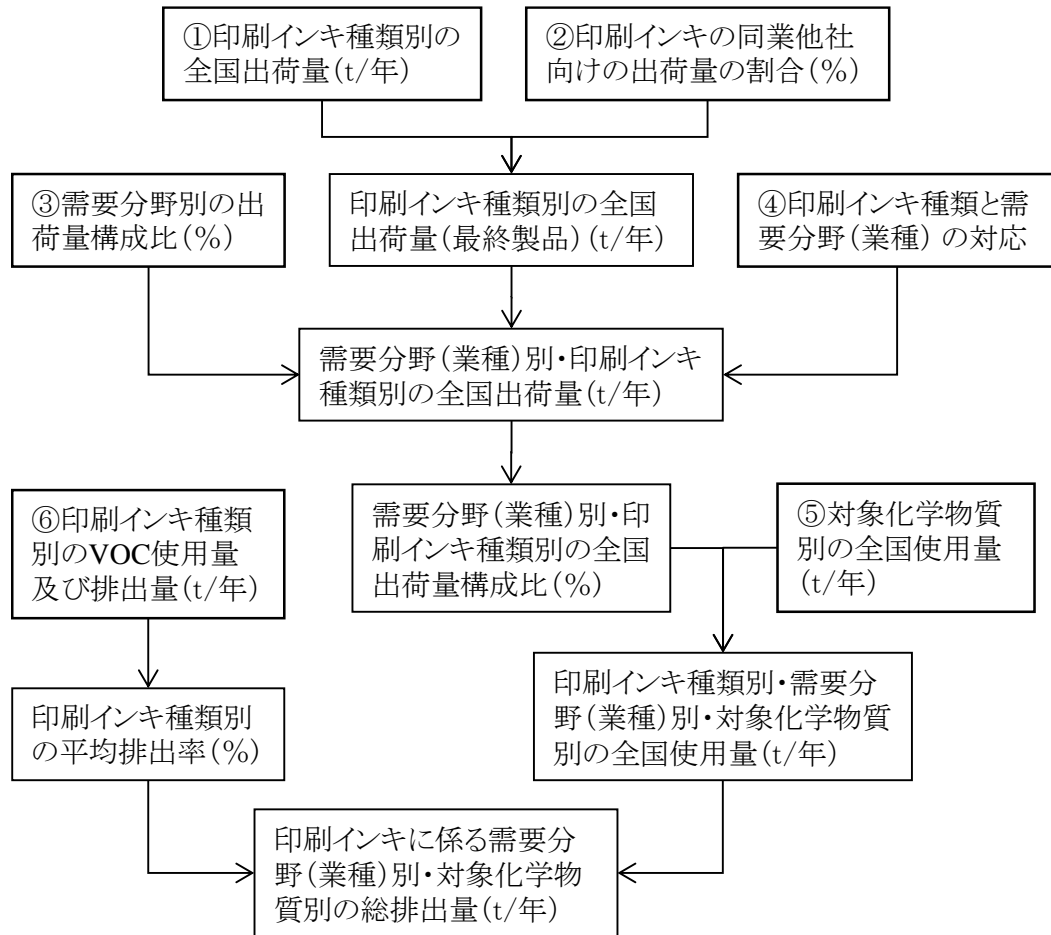 ①印刷インキ種類別の
全国出荷量(t/年)
②印刷インキの同業他社
向けの出荷量の割合(%)
③需要分野別の出
荷量構成比(%)
印刷インキ種類別の全国
出荷量(最終製品)(t/年)
④印刷インキ種類と需
要分野(業種) の対応
需要分野(業種)別・印刷インキ
種類別の全国出荷量(t/年)
⑥印刷インキ種類
別のVOC使用量
及び排出量(t/年)
需要分野(業種)別・印
刷インキ種類別の全国
出荷量構成比(%)
⑤対象化学物質
別の全国使用量
(t/年)
印刷インキ種類別
の平均排出率(%)
印刷インキ種類別・需要分
野(業種)別・対象化学物質
別の全国使用量(t/年)
印刷インキに係る需要分
野(業種)別・対象化学物
質別の総排出量(t/年)